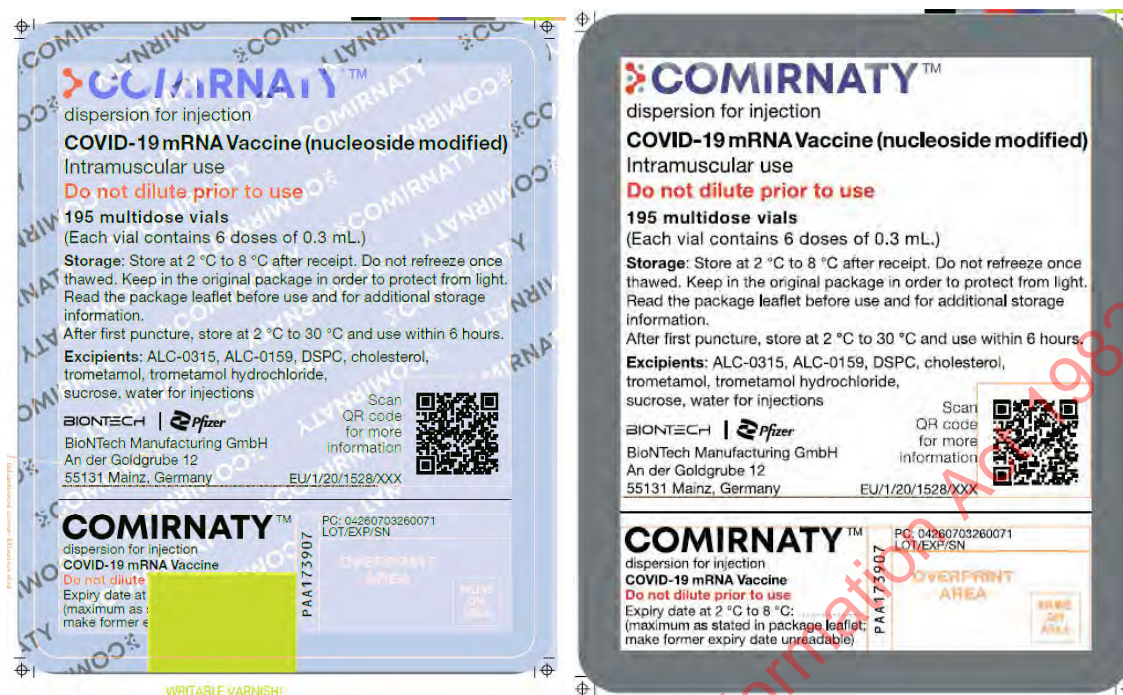 COMIRNATY™
dispersion for injection
COVID-19 mRNA Vaccine (nucleoside modified)
Intramuscular use
Do not dilute prior to use
195 multidose vials
(Each vial contains 6 doses of 0.3 mL.)
Storage: Store at 2 °C to 8 °C after receipt. Do not refreeze once
thawed. Keep in the original package in order to protect from light.
Read the package leaflet before use and for additional storage
information.
After first puncture, store at 2 °C to 30 °C and use within 6 hours.
Excipients: ALC-0315, ALC-0159, DSPC, cholesterol,
trometamol, trometamol hydrochloride,
sucrose, water for injections
Scan
QR code
for more
information
BIONTECH | Pfizer
BioNTech Manufacturing GmbH
An der Goldgrube 12
55131 Mainz, Germany
EU/1/20/1528/XXX
COMIRNATY™
dispersion for injection
COVID-19 mRNA Vaccine
Do not dilute
Expiry date at
(maximum as
make former
PAA173907
PC: 04260703260071
LOT/EXP/SN
OVERPRINT
AREA
WRITABLE VARNISH!
COMIRNATY™
dispersion for injection
COVID-19 mRNA Vaccine (nucleoside modified)
Intramuscular use
Do not dilute prior to use
195 multidose vials
(Each vial contains 6 doses of 0.3 mL.)
Storage: Store at 2 °C to 8 °C after receipt. Do not refreeze once
thawed. Keep in the original package in order to protect from light.
Read the package leaflet before use and for additional storage
information.
After first puncture, store at 2 °C to 30 °C and use within 6 hours.
Excipients: ALC-0315, ALC-0159, DSPC, cholesterol,
trometamol, trometamol hydrochloride,
sucrose, water for injections
Scan
QR code
for more
information
BIONTECH | Pfizer
BioNTech Manufacturing GmbH
An der Goldgrube 12
55131 Mainz, Germany
EU/1/20/1528/XXX
COMIRNATY™
dispersion for injection
COVID-19 mRNA Vaccine
Do not dilute prior to use
Expiry date at 2 °C to 8 °C:
(maximum as stated in package leaflet;
make former expiry date unreadable)
PAA173907
PC: 04260703260071
LOT/EXP/SN
OVERPRINT
AREA
ormation Act 1982